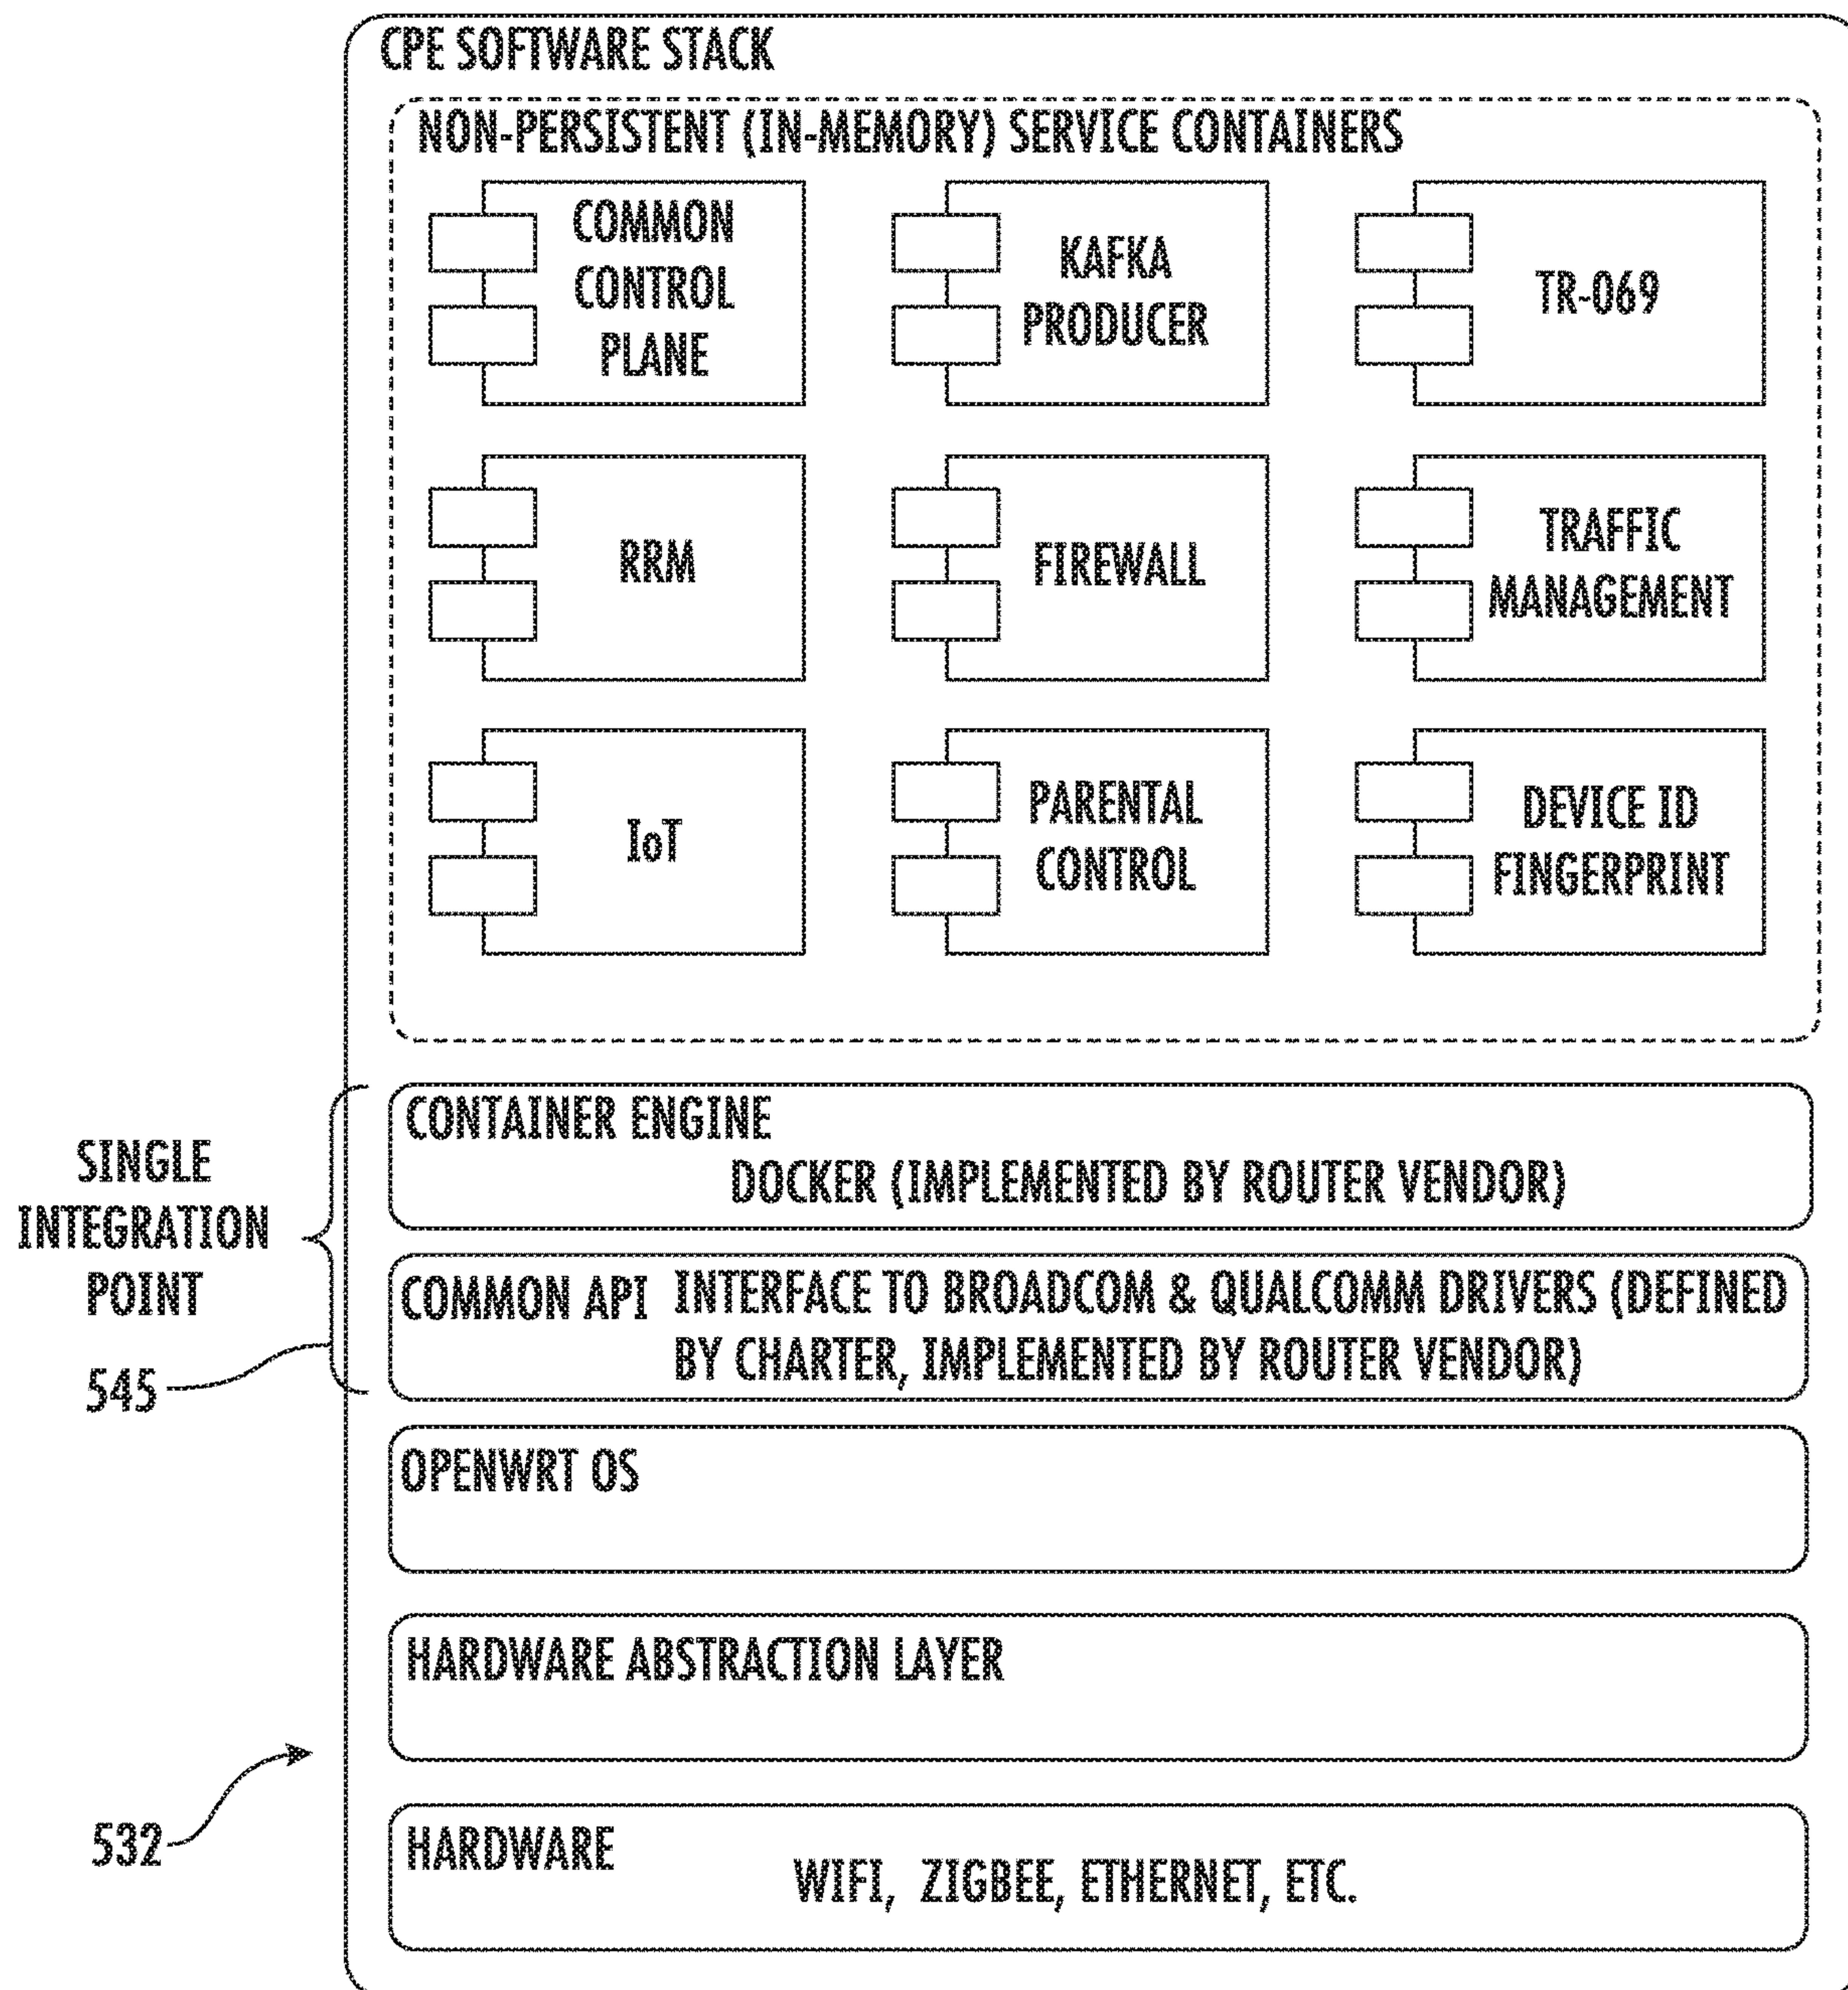 CPE SOFTWARE STACK
NON-PERSISTENT (IN-MEMORY) SERVICE CONTAINERS
COMMON
CONTROL
PLANE
KAFKA
PRODUCER
TR-069
RRM
FIREWALL
TRAFFIC
MANAGEMENT
IoT
PARENTAL
CONTROL
DEVICE ID
FINGERPRINT
SINGLE
INTEGRATION
POINT
545
CONTAINER ENGINE
DOCKER (IMPLEMENTED BY ROUTER VENDOR)
COMMON API
INTERFACE TO BROADCOM & QUALCOMM DRIVERS (DEFINED
BY CHARTER, IMPLEMENTED BY ROUTER VENDOR)
OPENWRT OS
HARDWARE ABSTRACTION LAYER
532
HARDWARE
WIFI, ZIGBEE, ETHERNET, ETC.